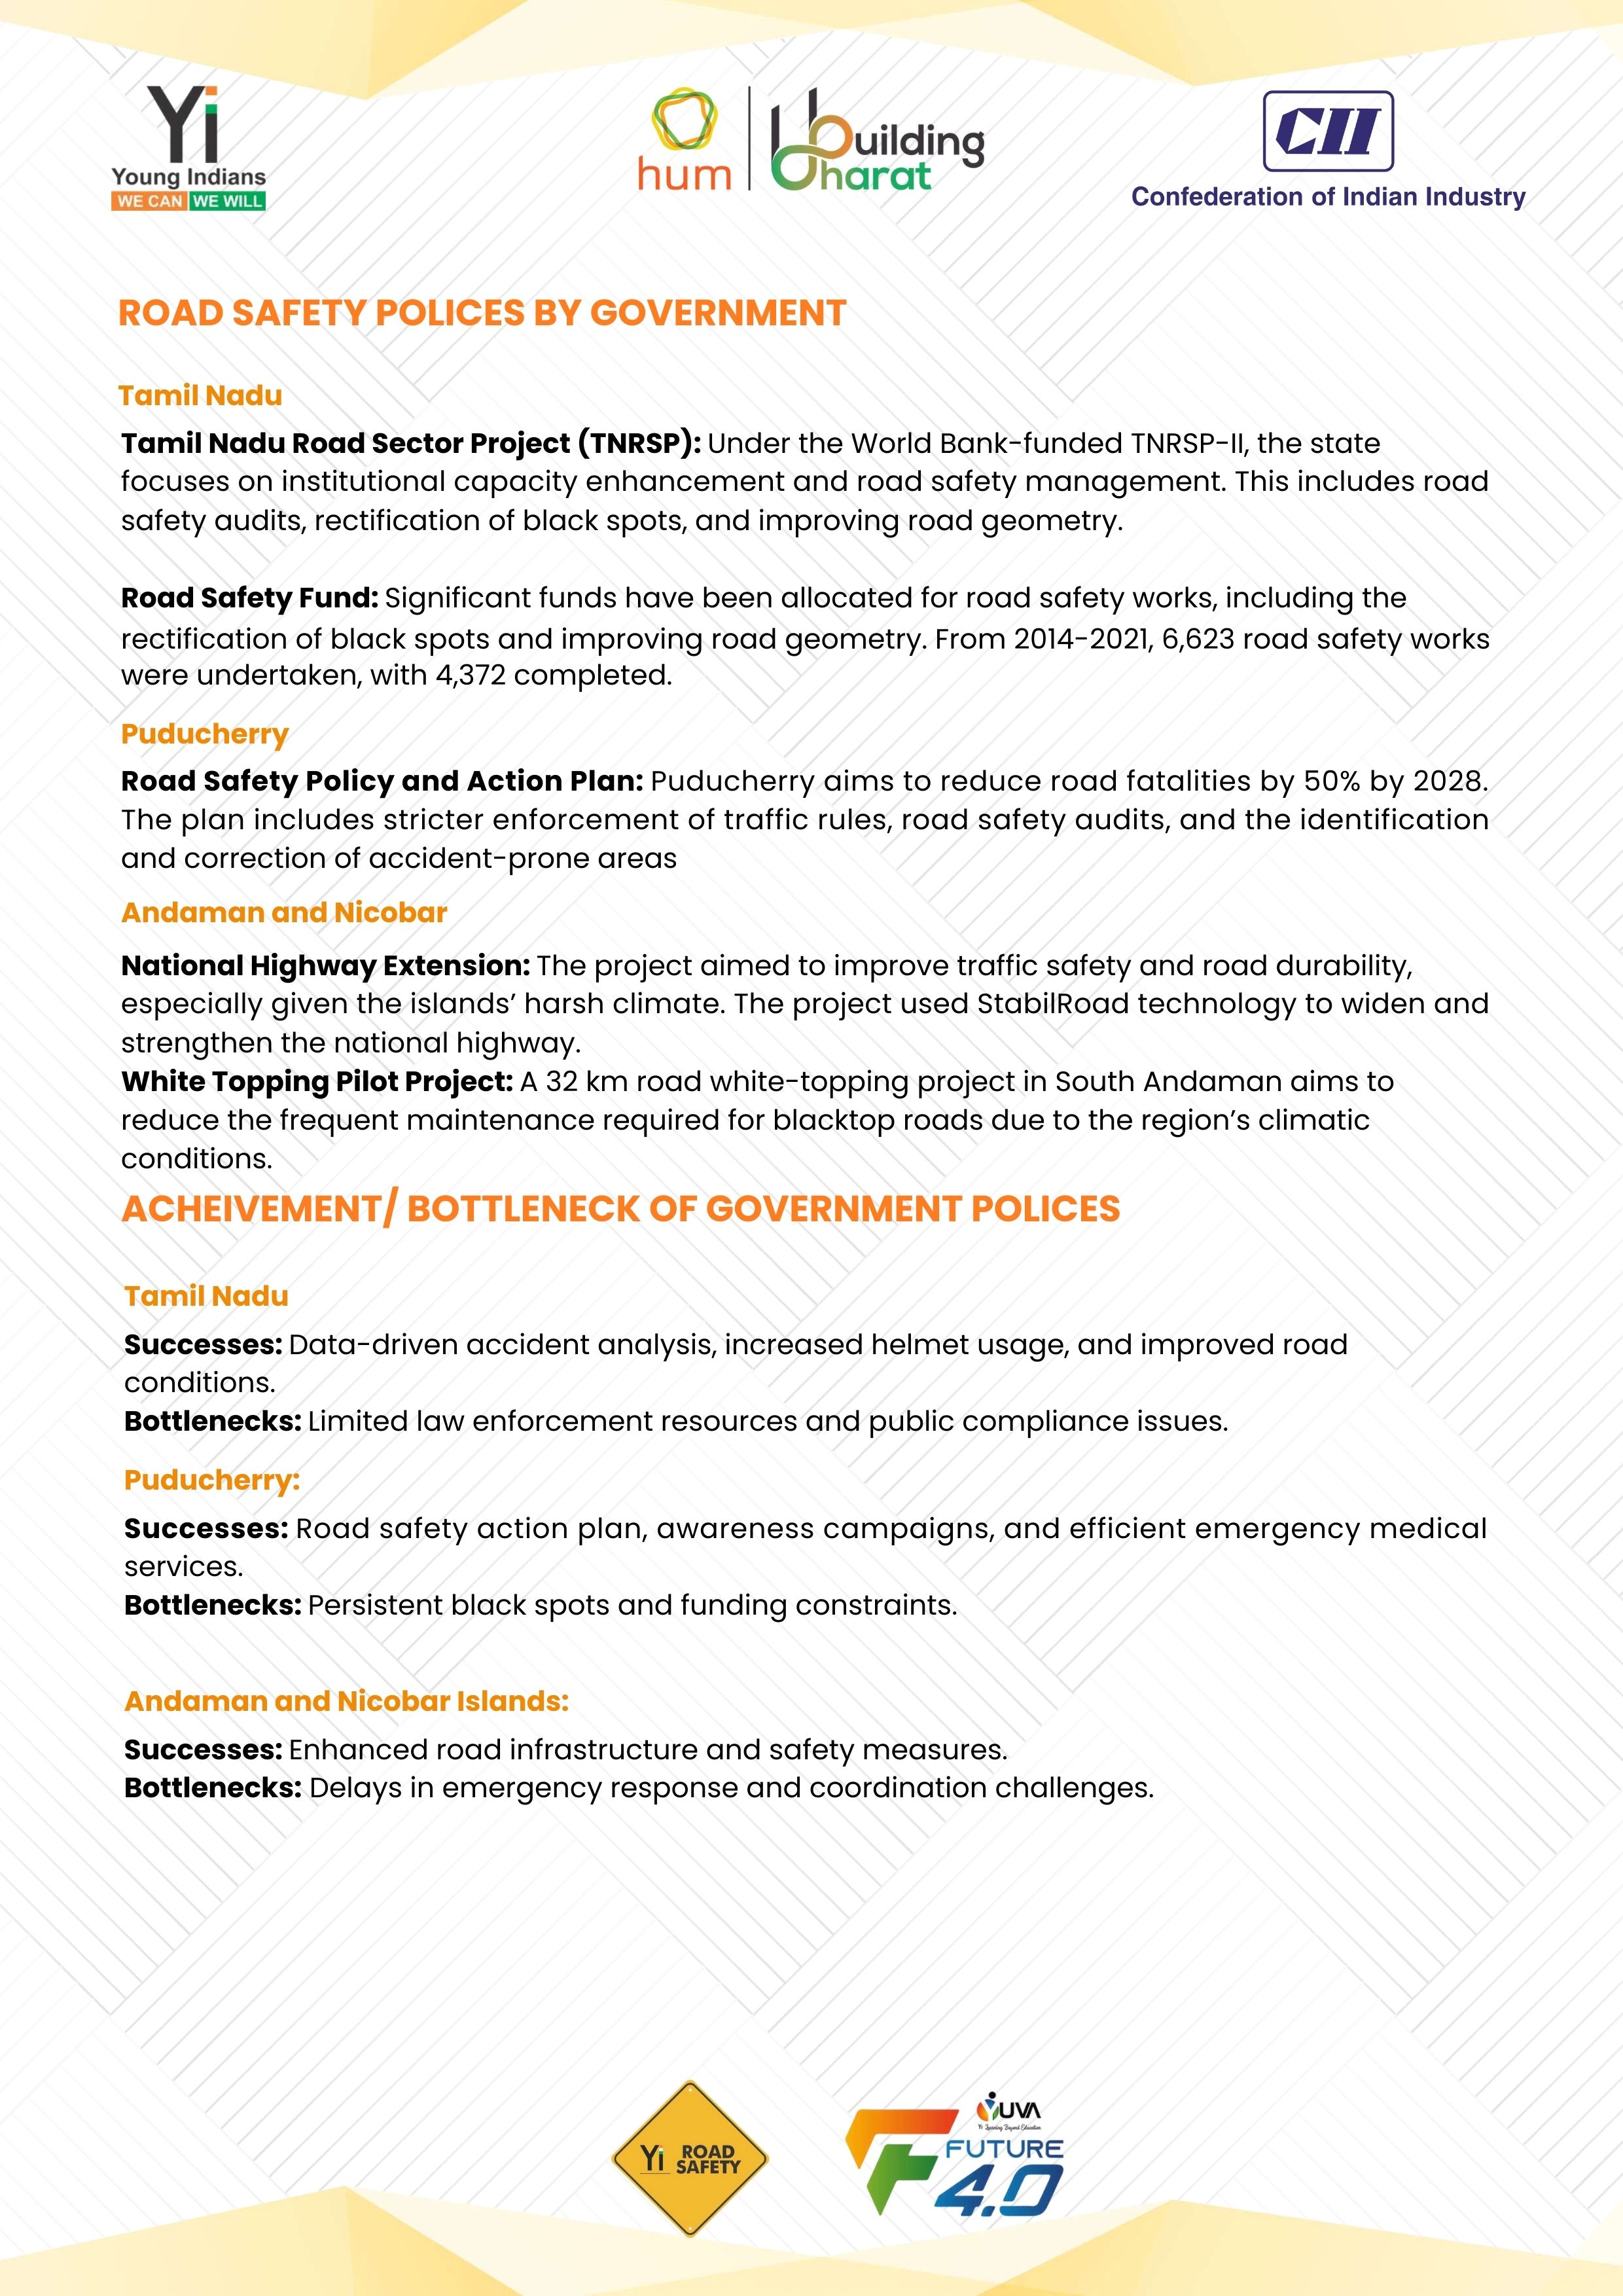 Yi
Young Indians
WE CAN WE WILL
hum
Building
Bharat
CII
Confederation of Indian Industry
ROAD SAFETY POLICES BY GOVERNMENT
Tamil Nadu
Tamil Nadu Road Sector Project (TNRSP): Under the World Bank-funded TNRSP-II, the state
focuses on institutional capacity enhancement and road safety management. This includes road
safety audits, rectification of black spots, and improving road geometry.
Road Safety Fund: Significant funds have been allocated for road safety works, including the
rectification of black spots and improving road geometry. From 2014-2021, 6,623 road safety works
were undertaken, with 4,372 completed.
Puducherry
Road Safety Policy and Action Plan: Puducherry aims to reduce road fatalities by 50% by 2028.
The plan includes stricter enforcement of traffic rules, road safety audits, and the identification
and correction of accident-prone areas
Andaman and Nicobar
National Highway Extension: The project aimed to improve traffic safety and road durability,
especially given the islands’ harsh climate. The project used StabilRoad technology to widen and
strengthen the national highway.
White Topping Pilot Project: A 32 km road white-topping project in South Andaman aims to
reduce the frequent maintenance required for blacktop roads due to the region’s climatic
conditions.
ACHEIVEMENT/ BOTTLENECK OF GOVERNMENT POLICES
Tamil Nadu
Successes: Data-driven accident analysis, increased helmet usage, and improved road
conditions.
Bottlenecks: Limited law enforcement resources and public compliance issues.
Puducherry:
Successes: Road safety action plan, awareness campaigns, and efficient emergency medical
services.
Bottlenecks: Persistent black spots and funding constraints.
Andaman and Nicobar Islands:
Successes: Enhanced road infrastructure and safety measures.
Bottlenecks: Delays in emergency response and coordination challenges.
Yi ROAD
SAFETY
YUVA
Yi Learning Beyond Education
FUTURE
4.0